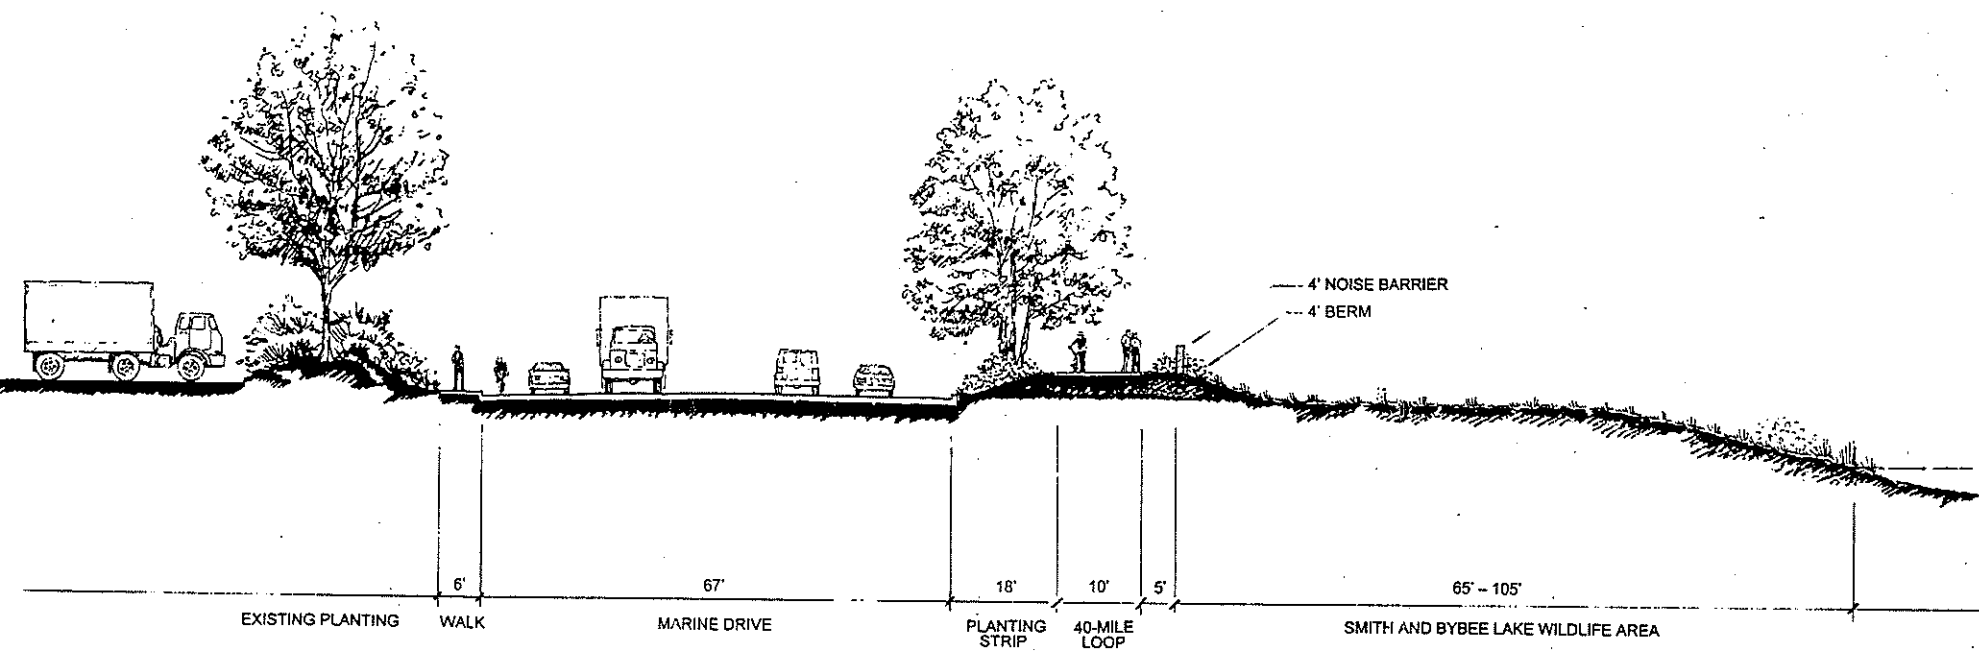 4' NOISE BARRIER
4' BERM
6'
67'
18'
10'
5'
65' - 105'
EXISTING PLANTING
WALK
MARINE DRIVE
PLANTING
STRIP
40-MILE
LOOP
SMITH AND BYBEE LAKE WILDLIFE AREA